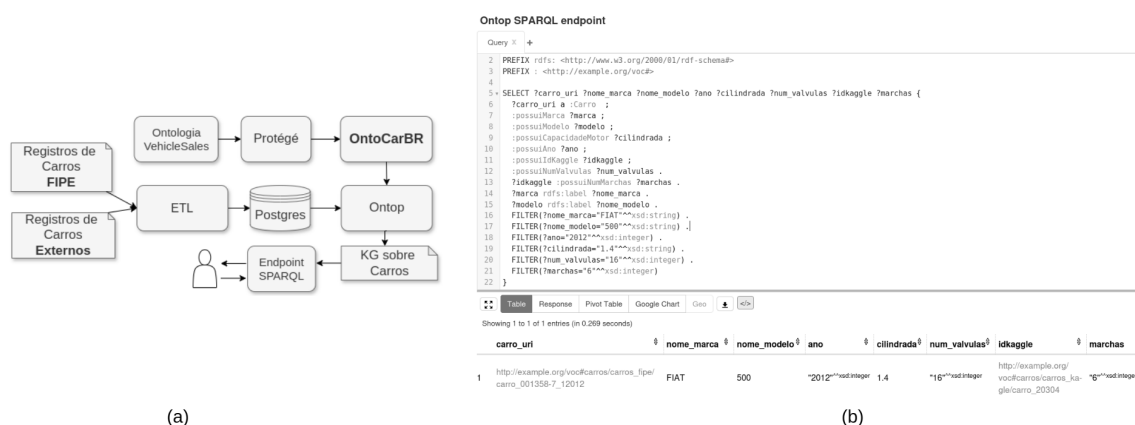 Ontologia
VehicleSales
Protégé
OntoCarBR
Registros de
Carros
FIPE
ETL
Postgres
Ontop
Registros de
Carros
Externos
Endpoint
SPARQL
KG sobre
Carros
(a)
Ontop SPARQL endpoint
Query X +
2 PREFIX rdfs: <http://www.w3.org/2000/01/rdf-schema#>
3 PREFIX : <http://example.org/voc#>
4
5 SELECT ?carro_uri ?nome_marca ?nome_modelo ?ano ?cilindrada ?num_valvulas ?idkaggle ?marchas {
6 ?carro_uri a :Carro ;
7 :possuiMarca ?marca ;
8 :possuiModelo ?modelo ;
9 :possuiCapacidadeMotor ?cilindrada ;
10 :possuiAno ?ano ;
11 :possuiIdKaggle ?idkaggle ;
12 :possuiNumValvulas ?num_valvulas .
13 ?idkaggle :possuiNumMarchas ?marchas .
14 ?marca rdfs:label ?nome_marca .
15 ?modelo rdfs:label ?nome_modelo .
16 FILTER(?nome_marca="FIAT"^^xsd:string) .
17 FILTER(?nome_modelo="500"^^xsd:string) .
18 FILTER(?ano="2012"^^xsd:integer) .
19 FILTER(?cilindrada="1.4"^^xsd:string) .
20 FILTER(?num_valvulas="16"^^xsd:integer) .
21 FILTER(?marchas="6"^^xsd:integer)
22 }
Table Response Pivot Table Google Chart Geo </>
Showing 1 to 1 of 1 entries (in 0.269 seconds)
carro_uri nome_marca nome_modelo ano cilindrada num_valvulas idkaggle marchas
1 http://example.org/voc#carros/carros_fipe/
carro_001358-7_12012
FIAT 500 "2012"^^xsd:integer 1.4 "16"^^xsd:integer
http://example.org/
voc#carros/carros_ka-
gle/carro_20304
"6"^^xsd:intege
(b)